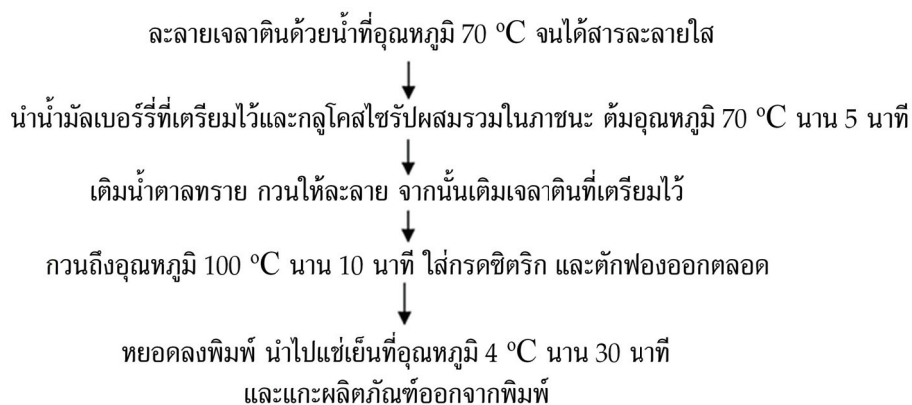 ละลายเจลาตินด้วยน้ำที่อุณหภูมิ 70 ºC จนได้สารละลายใส
นำน้ำมัลเบอร์รี่ที่เตรียมไว้และกลูโคสไซรัปผสมรวมในภาชนะ ต้มอุณหภูมิ 70 ºC นาน 5 นาที
เติมน้ำตาลทราย กวนให้ละลาย จากนั้นเติมเจลาตินที่เตรียมไว้
กวนถึงอุณหภูมิ 100 ºC นาน 10 นาที ใส่กรดซิตริก และตักฟองออกตลอด
หยอดลงพิมพ์ นำไปแช่เย็นที่อุณหภูมิ 4 ºC นาน 30 นาที
และแกะผลิตภัณฑ์ออกจากพิมพ์